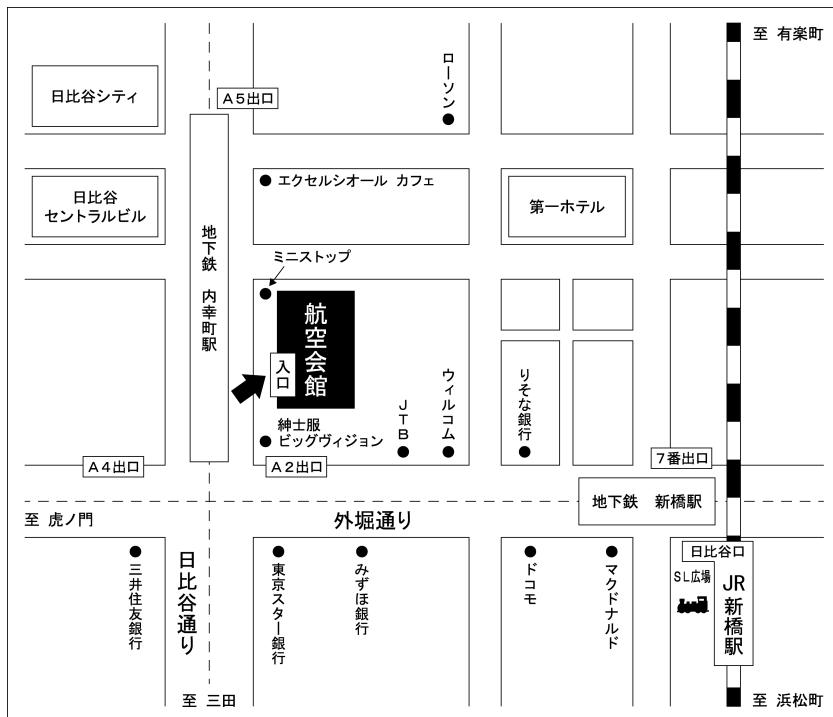 至 有楽町
ローソン
日比谷シティ
A5出口
エクセルシオール カフェ
日比谷
セントラルビル
第一ホテル
地下鉄 内幸町駅
ミニストップ
航空会館
入口
ウィルコム
りそな銀行
JTB
紳士服
ビッグヴィジョン
7番出口
A4出口
A2出口
地下鉄 新橋駅
至 虎ノ門
外堀通り
日比谷口
日比谷通り
三井住友銀行
東京スター銀行
みずほ銀行
ドコモ
マクドナルド
SL広場
JR
新橋駅
至 三田
至 浜松町